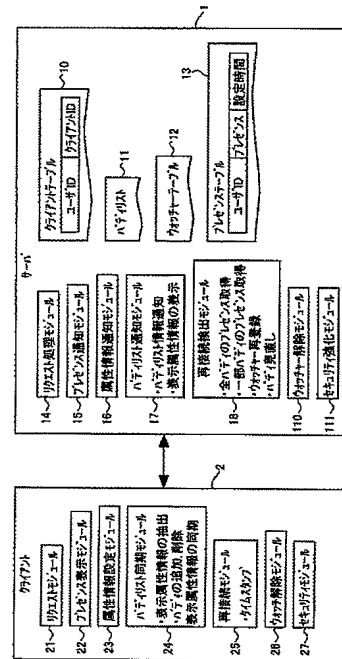 サーバ
1
クライアントテーブル
10
ユーザID クライアントID
バディリスト
11
ウォッチャーテーブル
12
プレゼンステーブル
13
ユーザID プレゼンス 設定時間
14
リクエスト処理モジュール
15
プレゼンス通知モジュール
16
属性情報通知モジュール
17
バディリスト通知モジュール
・バディリスト情報通知
・表示属性情報の表示
18
再接続検出モジュール
・全バディのプレゼンス取得
・一部バディのプレゼンス取得
・ウォッチャー再登録
・バディ見直し
110
ウォッチャー解除モジュール
111
セキュリティ強化モジュール
クライアント
2
21
リクエストモジュール
22
プレゼンス表示モジュール
23
属性情報設定モジュール
24
バディリスト同期モジュール
・表示属性情報の抽出
・バディの追加, 削除
表示属性情報の同期
25
再接続モジュール
・タイムスタンプ
26
ウォッチ解除モジュール
27
セキュリティモジュール